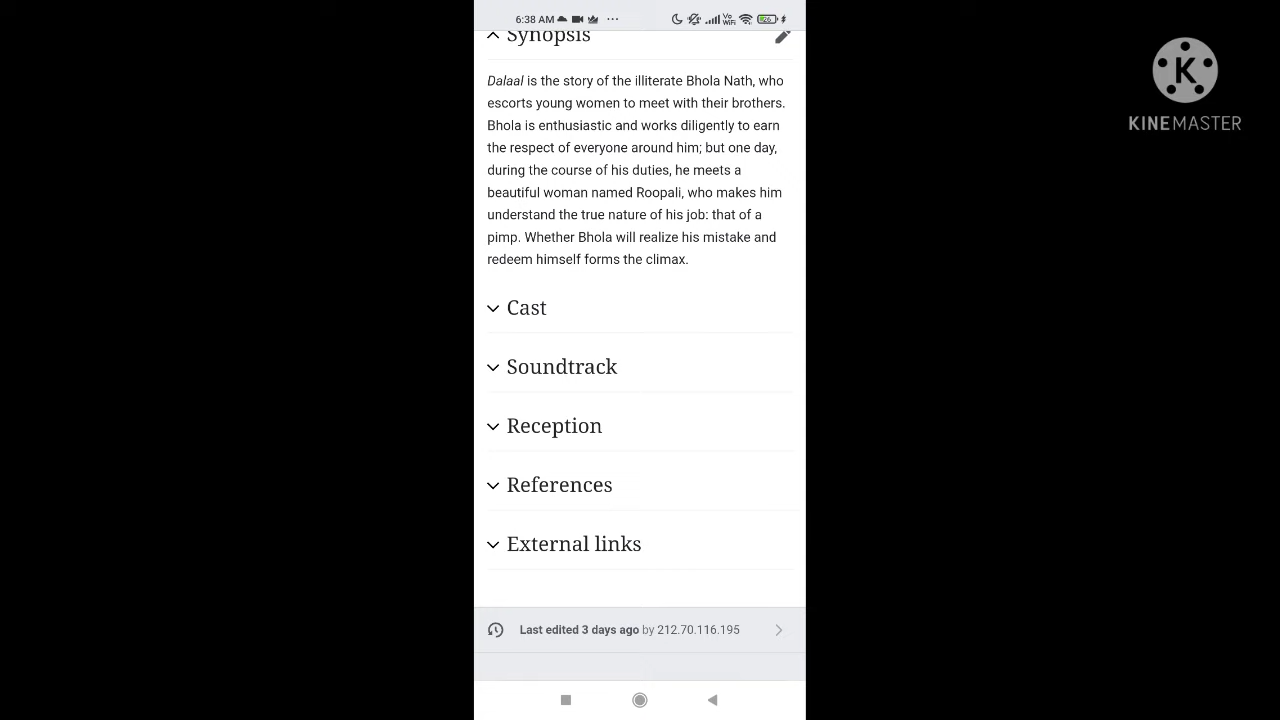 6:38 AM
Vo
WiFi
26
Synopsis
Dalaal is the story of the illiterate Bhola Nath, who
escorts young women to meet with their brothers.
Bhola is enthusiastic and works diligently to earn
the respect of everyone around him; but one day,
during the course of his duties, he meets a
beautiful woman named Roopali, who makes him
understand the true nature of his job: that of a
pimp. Whether Bhola will realize his mistake and
redeem himself forms the climax.
Cast
Soundtrack
Reception
References
External links
Last edited 3 days ago by 212.70.116.195
K
KINEMASTER